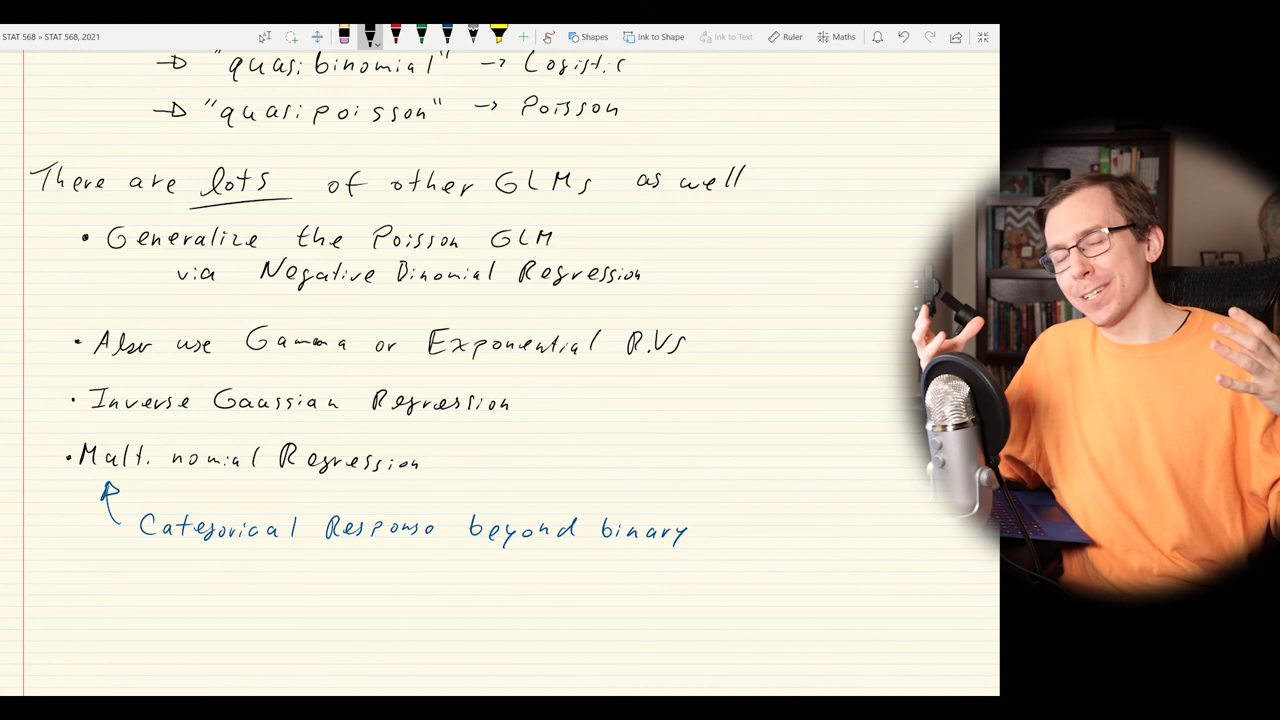 STAT 568 » STAT 568, 2021
Shapes Ink to Shape Ink to Text Ruler Maths
→ "quasibinomial" → Logistic
→ "quasipoisson" → Poisson
There are lots of other GLMs as well
• Generalize the Poisson GLM
via Negative Binomial Regression
• Also use Gamma or Exponential R.Vs
• Inverse Gaussian Regression
• Multinomial Regression
Categorical Response beyond binary